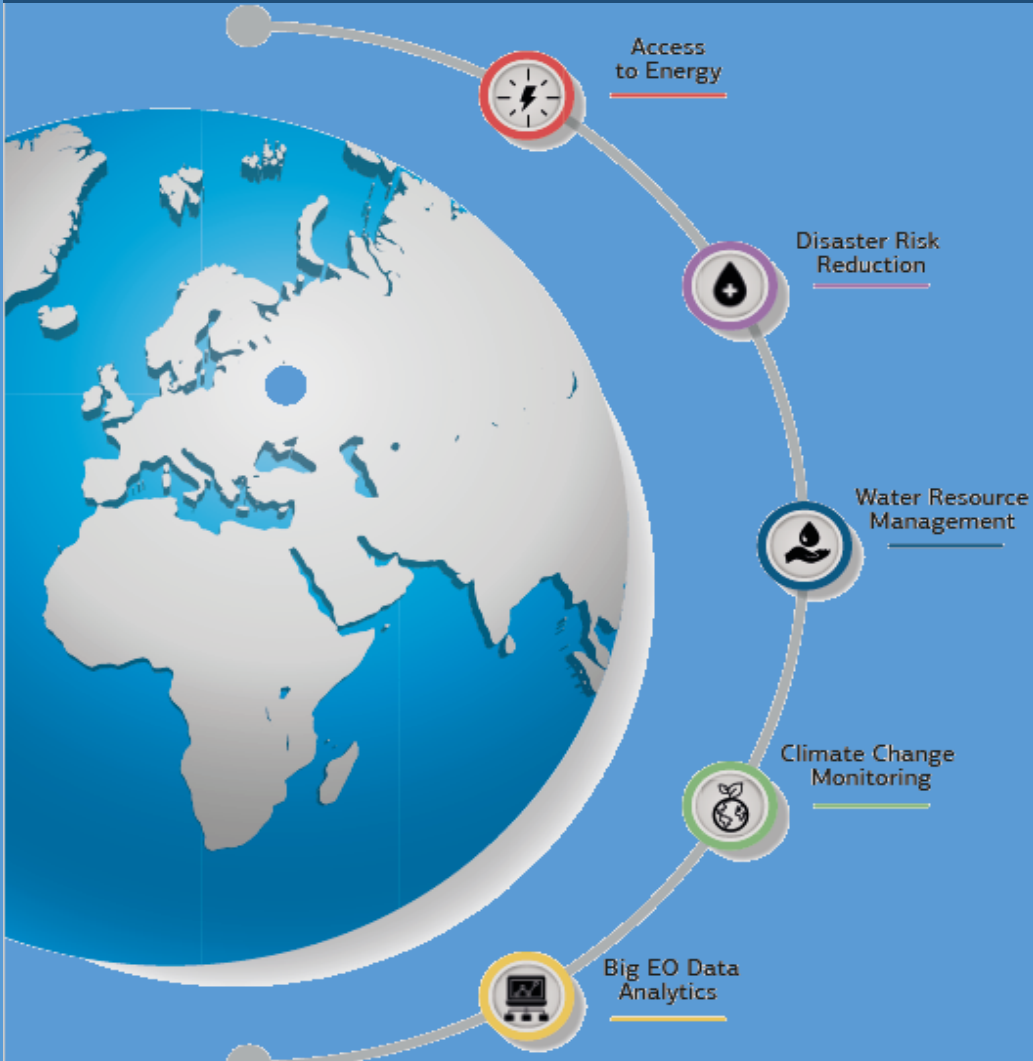 Access
to Energy
Disaster Risk
Reduction
Water Resource
Management
Climate Change
Monitoring
Big EO Data
Analytics